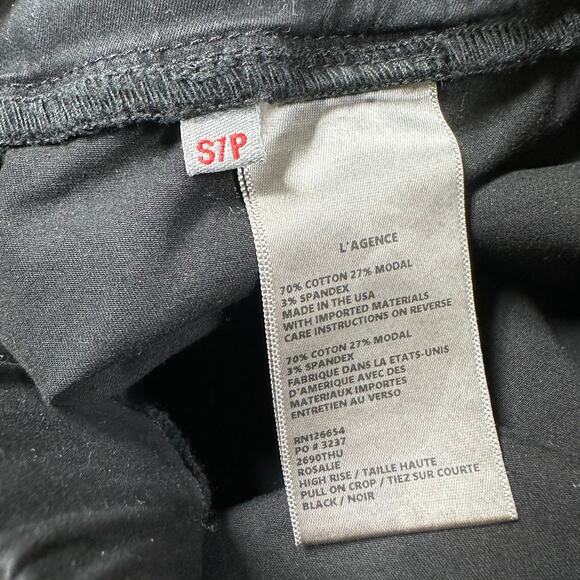 S/P
L'AGENCE
70% COTTON 27% MODAL
3% SPANDEX
MADE IN THE USA
WITH IMPORTED MATERIALS
CARE INSTRUCTIONS ON REVERSE
70% COTON 27% MODAL
3% SPANDEX
FABRIQUE DANS LA ETATS-UNIS
D'AMERIQUE AVEC DES
MATERIAUX IMPORTES
ENTRETIEN AU VERSO
RN126654
PO # 3237
2690THU
ROSALIE
HIGH RISE / TAILLE HAUTE
PULL ON CROP / TIEZ SUR COURTE
BLACK / NOIR